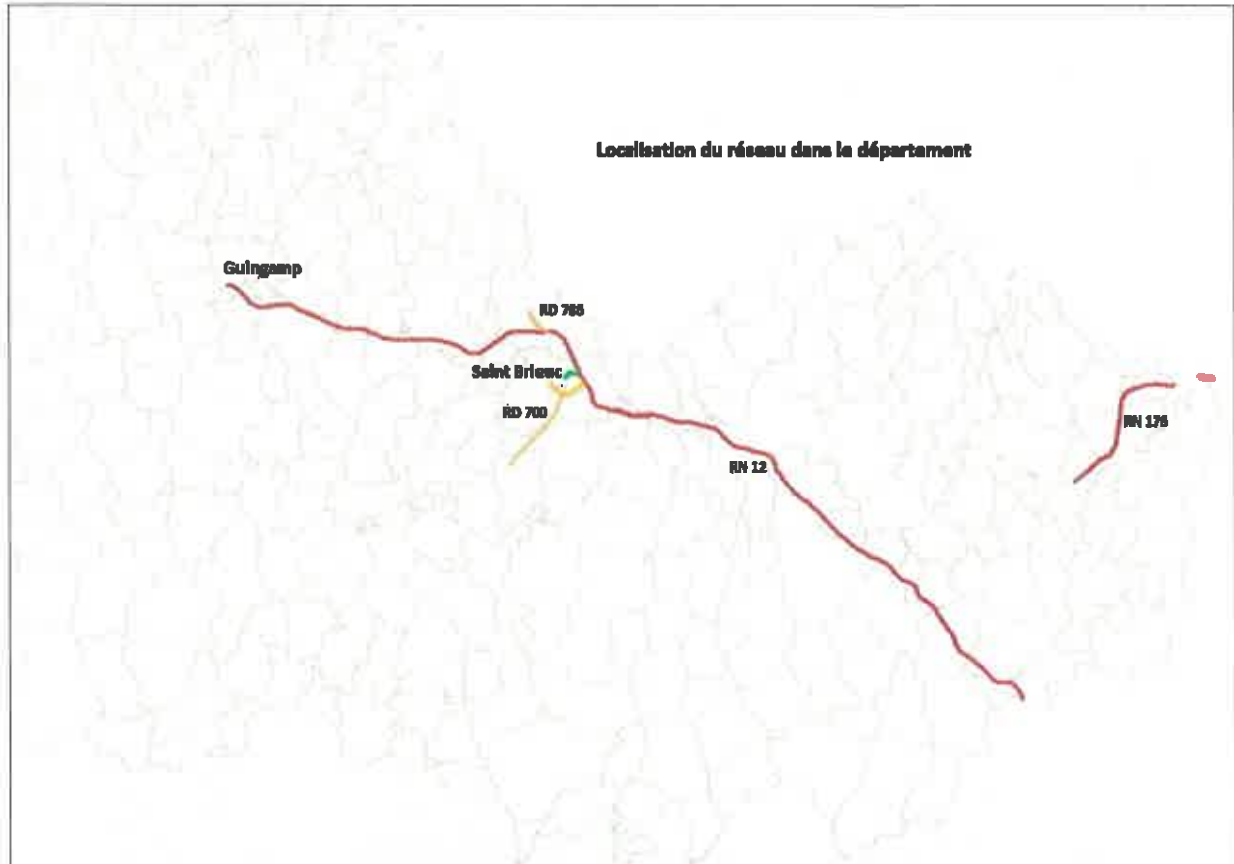 Localisation du réseau dans le département
Guingamp
RD 786
Saint Brieuc
RD 700
RN 176
RN 12